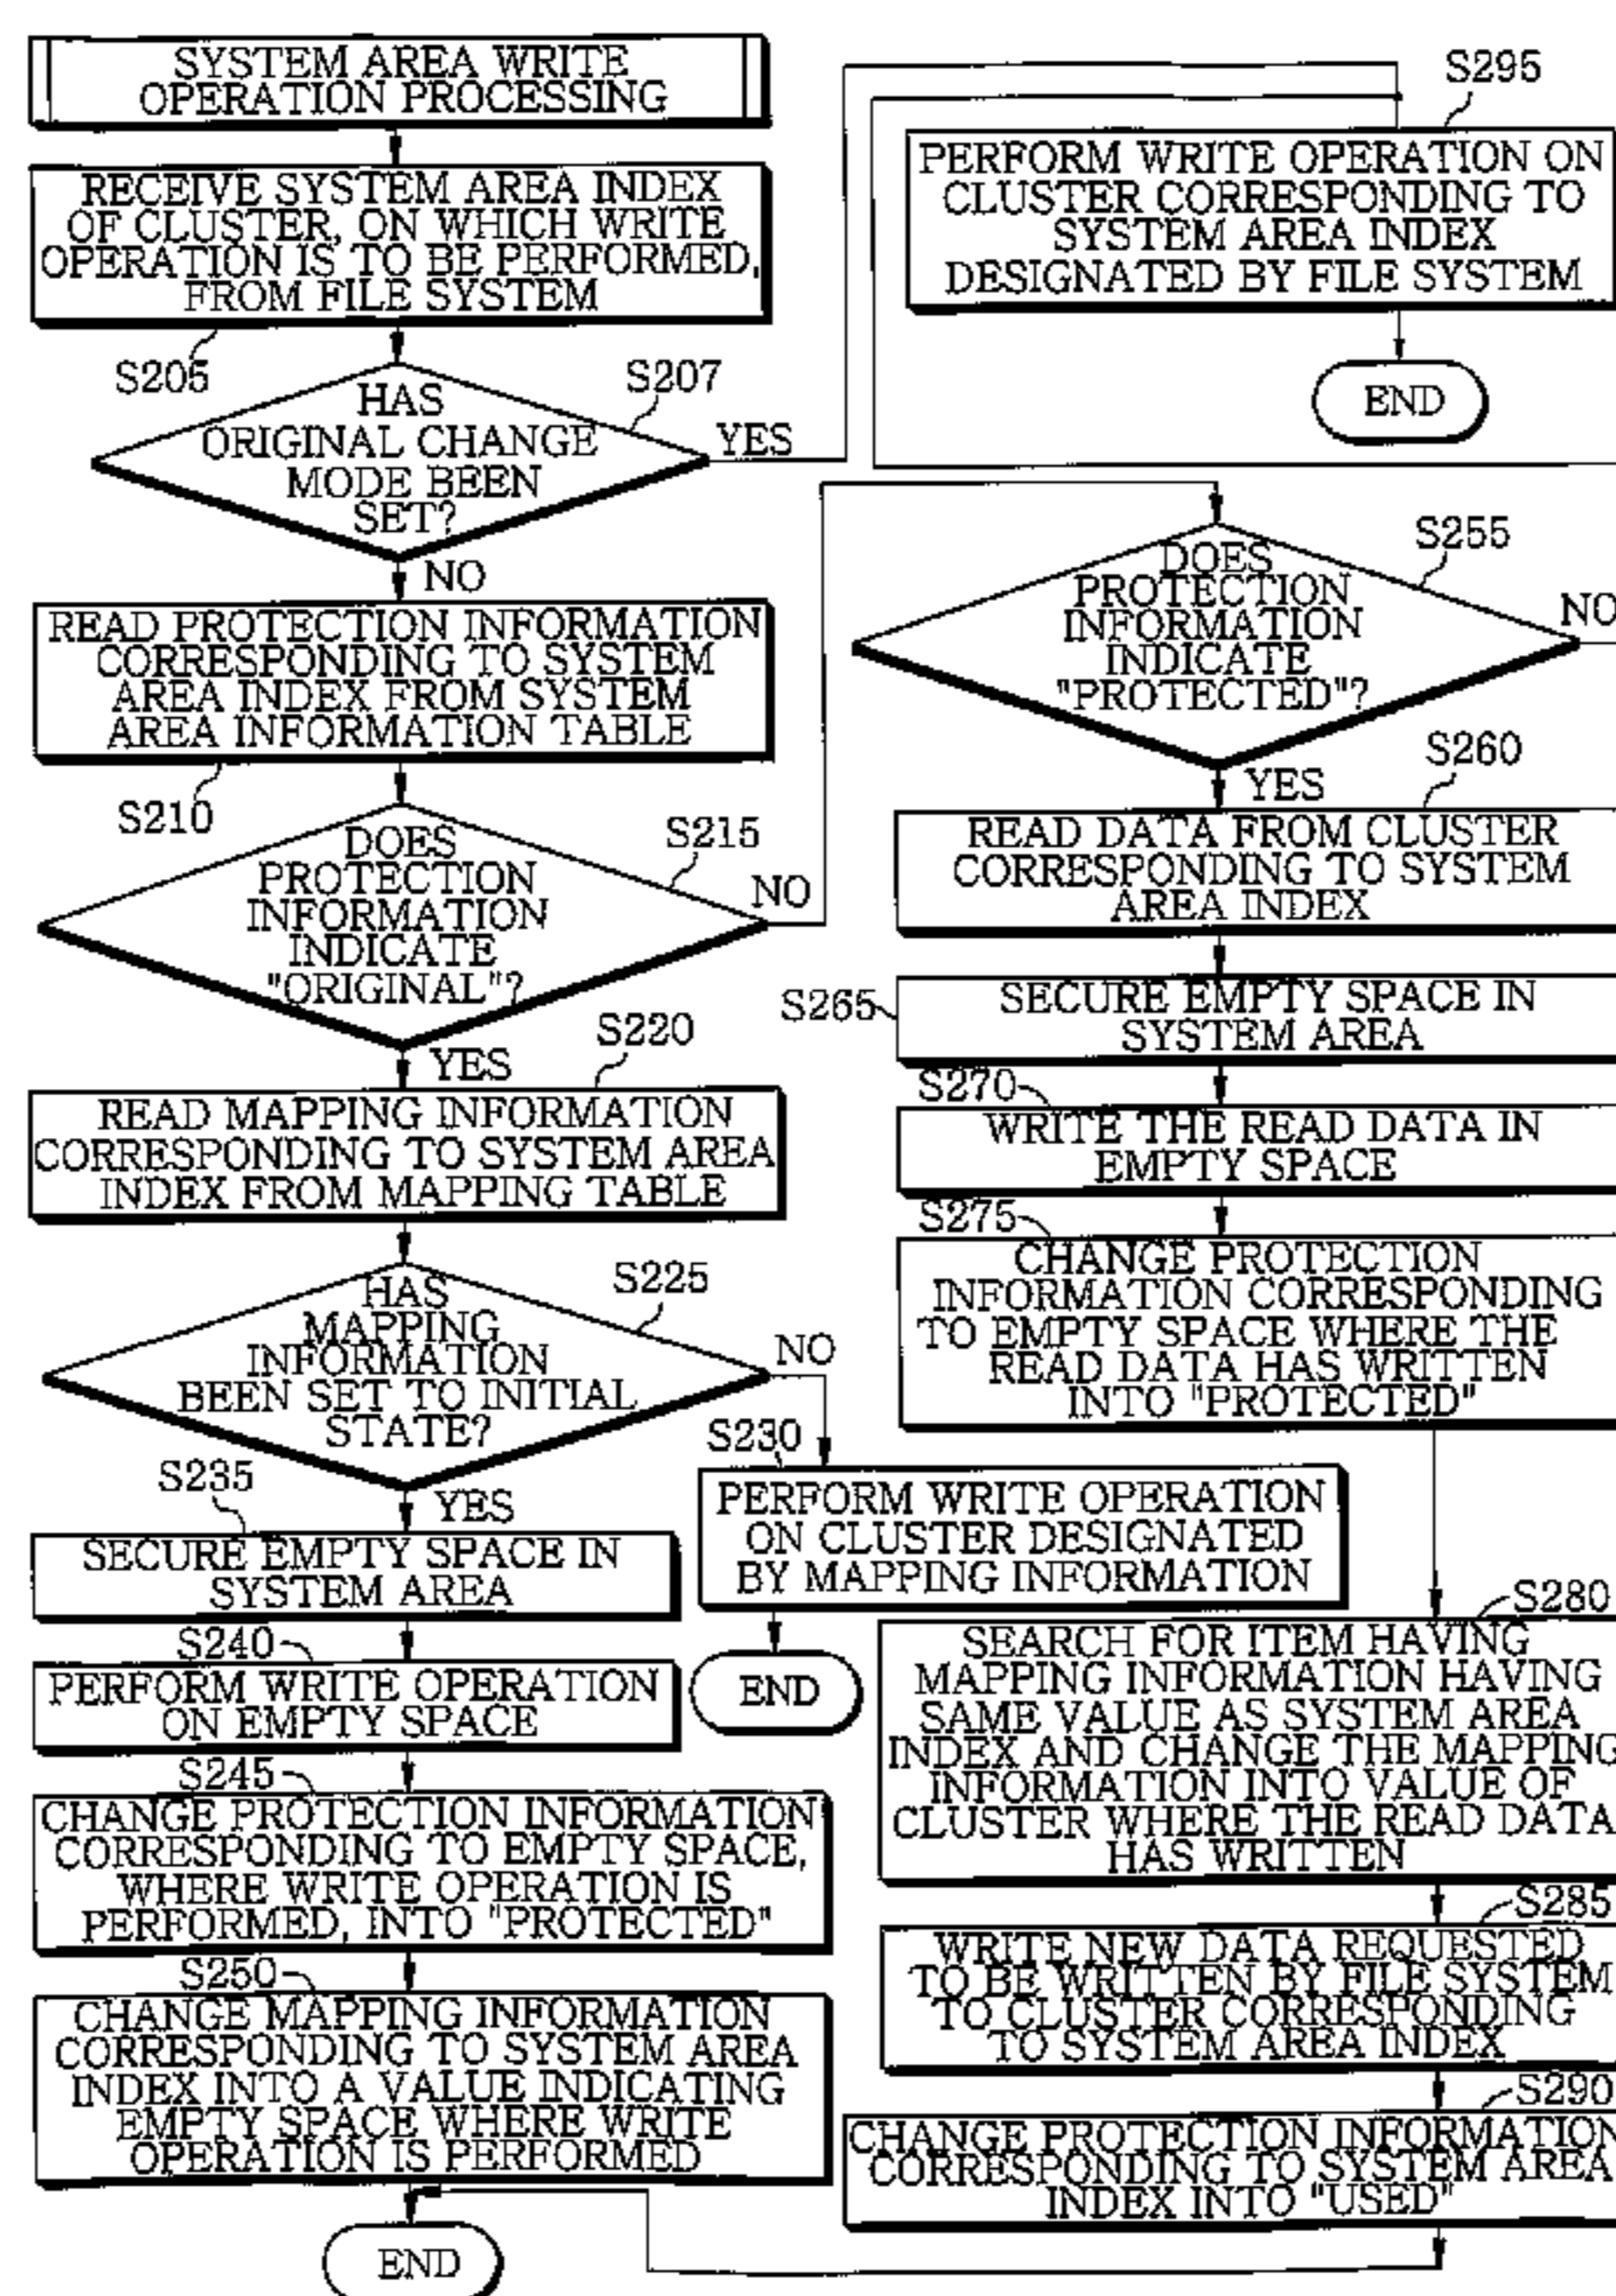 SYSTEM AREA WRITE
OPERATION PROCESSING
RECEIVE SYSTEM AREA INDEX
OF CLUSTER, ON WHICH WRITE
OPERATION IS TO BE PERFORMED,
FROM FILE SYSTEM
S205
HAS
ORIGINAL CHANGE
MODE BEEN
SET?
S207
YES
NO
READ PROTECTION INFORMATION
CORRESPONDING TO SYSTEM
AREA INDEX FROM SYSTEM
AREA INFORMATION TABLE
S210
DOES
PROTECTION
INFORMATION
INDICATE
"ORIGINAL"?
S215
NO
YES
S220
READ MAPPING INFORMATION
CORRESPONDING TO SYSTEM AREA
INDEX FROM MAPPING TABLE
HAS
MAPPING
INFORMATION
BEEN SET TO INITIAL
STATE?
S225
NO
S230
PERFORM WRITE OPERATION
ON CLUSTER DESIGNATED
BY MAPPING INFORMATION
END
YES
S235
SECURE EMPTY SPACE IN
SYSTEM AREA
S240
PERFORM WRITE OPERATION
ON EMPTY SPACE
S245
CHANGE PROTECTION INFORMATION
CORRESPONDING TO EMPTY SPACE,
WHERE WRITE OPERATION IS
PERFORMED, INTO "PROTECTED"
S250
CHANGE MAPPING INFORMATION
CORRESPONDING TO SYSTEM AREA
INDEX INTO A VALUE INDICATING
EMPTY SPACE WHERE WRITE
OPERATION IS PERFORMED
END
S295
PERFORM WRITE OPERATION ON
CLUSTER CORRESPONDING TO
SYSTEM AREA INDEX
DESIGNATED BY FILE SYSTEM
END
DOES
PROTECTION
INFORMATION
INDICATE
"PROTECTED"?
S255
NO
YES
S260
READ DATA FROM CLUSTER
CORRESPONDING TO SYSTEM
AREA INDEX
S265
SECURE EMPTY SPACE IN
SYSTEM AREA
S270
WRITE THE READ DATA IN
EMPTY SPACE
S275
CHANGE PROTECTION
INFORMATION CORRESPONDING
TO EMPTY SPACE WHERE THE
READ DATA HAS WRITTEN
INTO "PROTECTED"
S280
SEARCH FOR ITEM HAVING
MAPPING INFORMATION HAVING
SAME VALUE AS SYSTEM AREA
INDEX AND CHANGE THE MAPPING
INFORMATION INTO VALUE OF
CLUSTER WHERE THE READ DATA
HAS WRITTEN
S285
WRITE NEW DATA REQUESTED
TO BE WRITTEN BY FILE SYSTEM
TO CLUSTER CORRESPONDING
TO SYSTEM AREA INDEX
S290
CHANGE PROTECTION INFORMATION
CORRESPONDING TO SYSTEM AREA
INDEX INTO "USED"